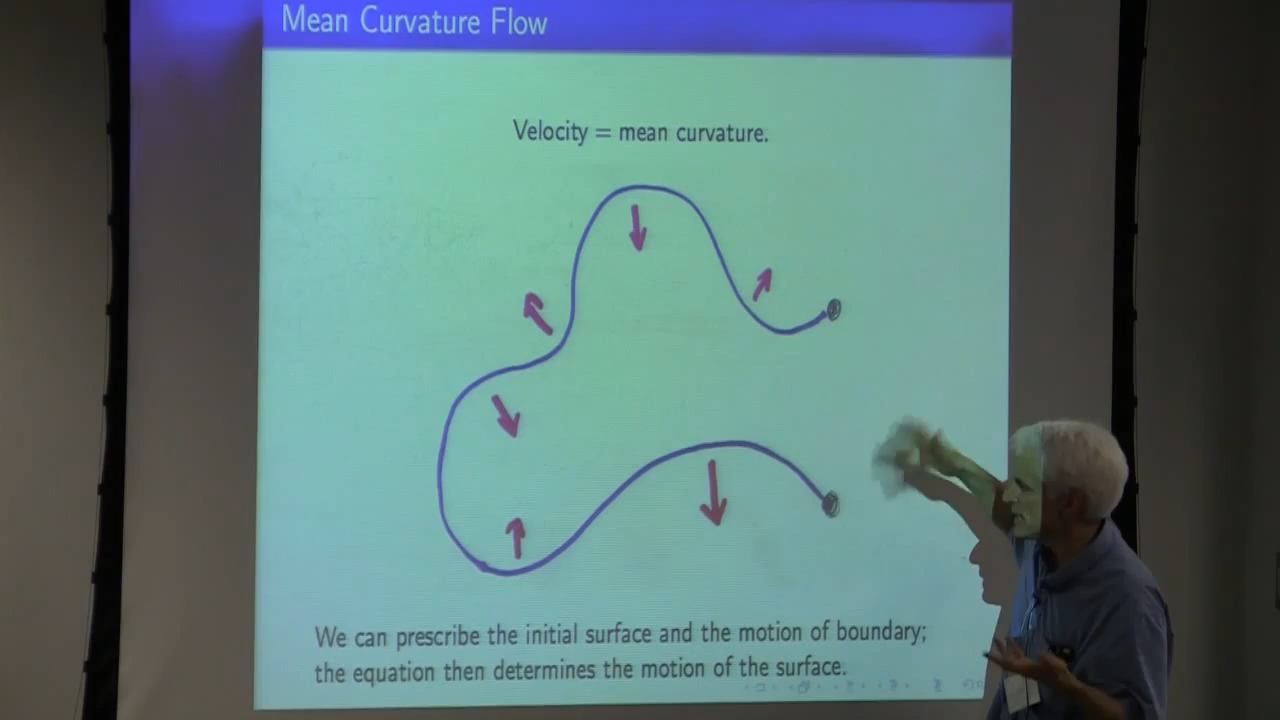 Mean Curvature Flow
Velocity = mean curvature.
We can prescribe the initial surface and the motion of boundary;
the equation then determines the motion of the surface.